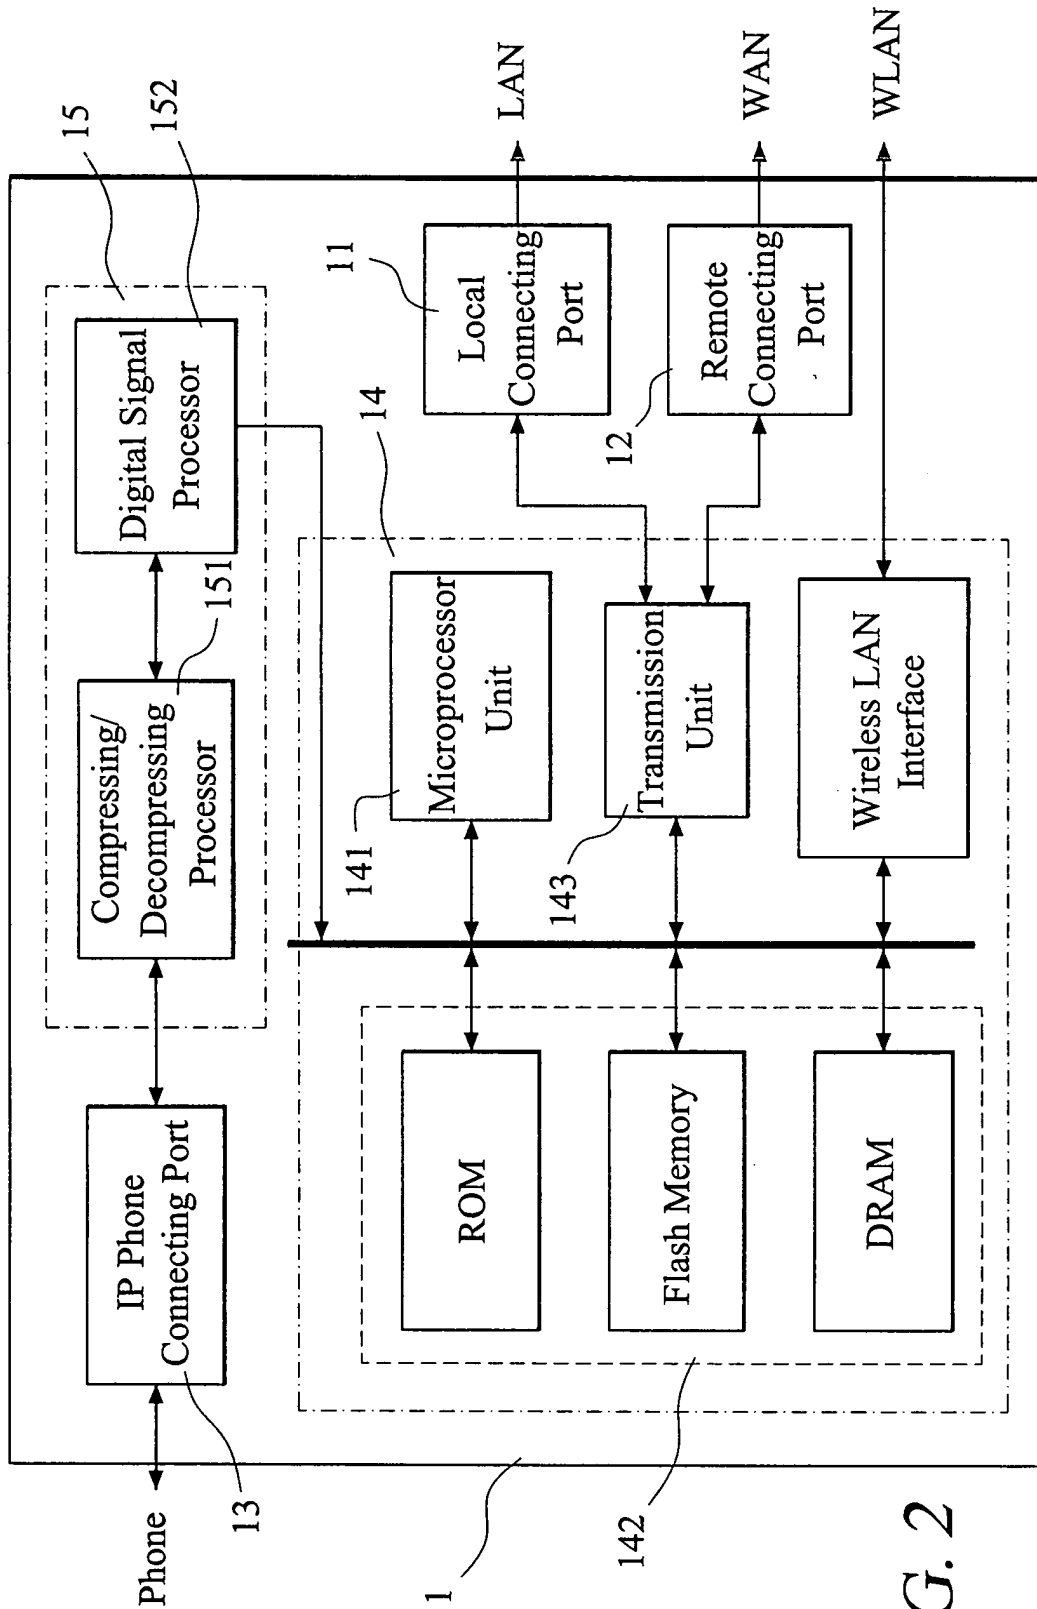 Phone
13
IP Phone
Connecting Port
Compressing/
Decompressing
Processor
151
Digital Signal
Processor
15
152
1
142
ROM
Flash Memory
DRAM
141
Microprocessor
Unit
14
143
Transmission
Unit
Wireless LAN
Interface
11
Local
Connecting
Port
12
Remote
Connecting
Port
LAN
WAN
WLAN
G. 2